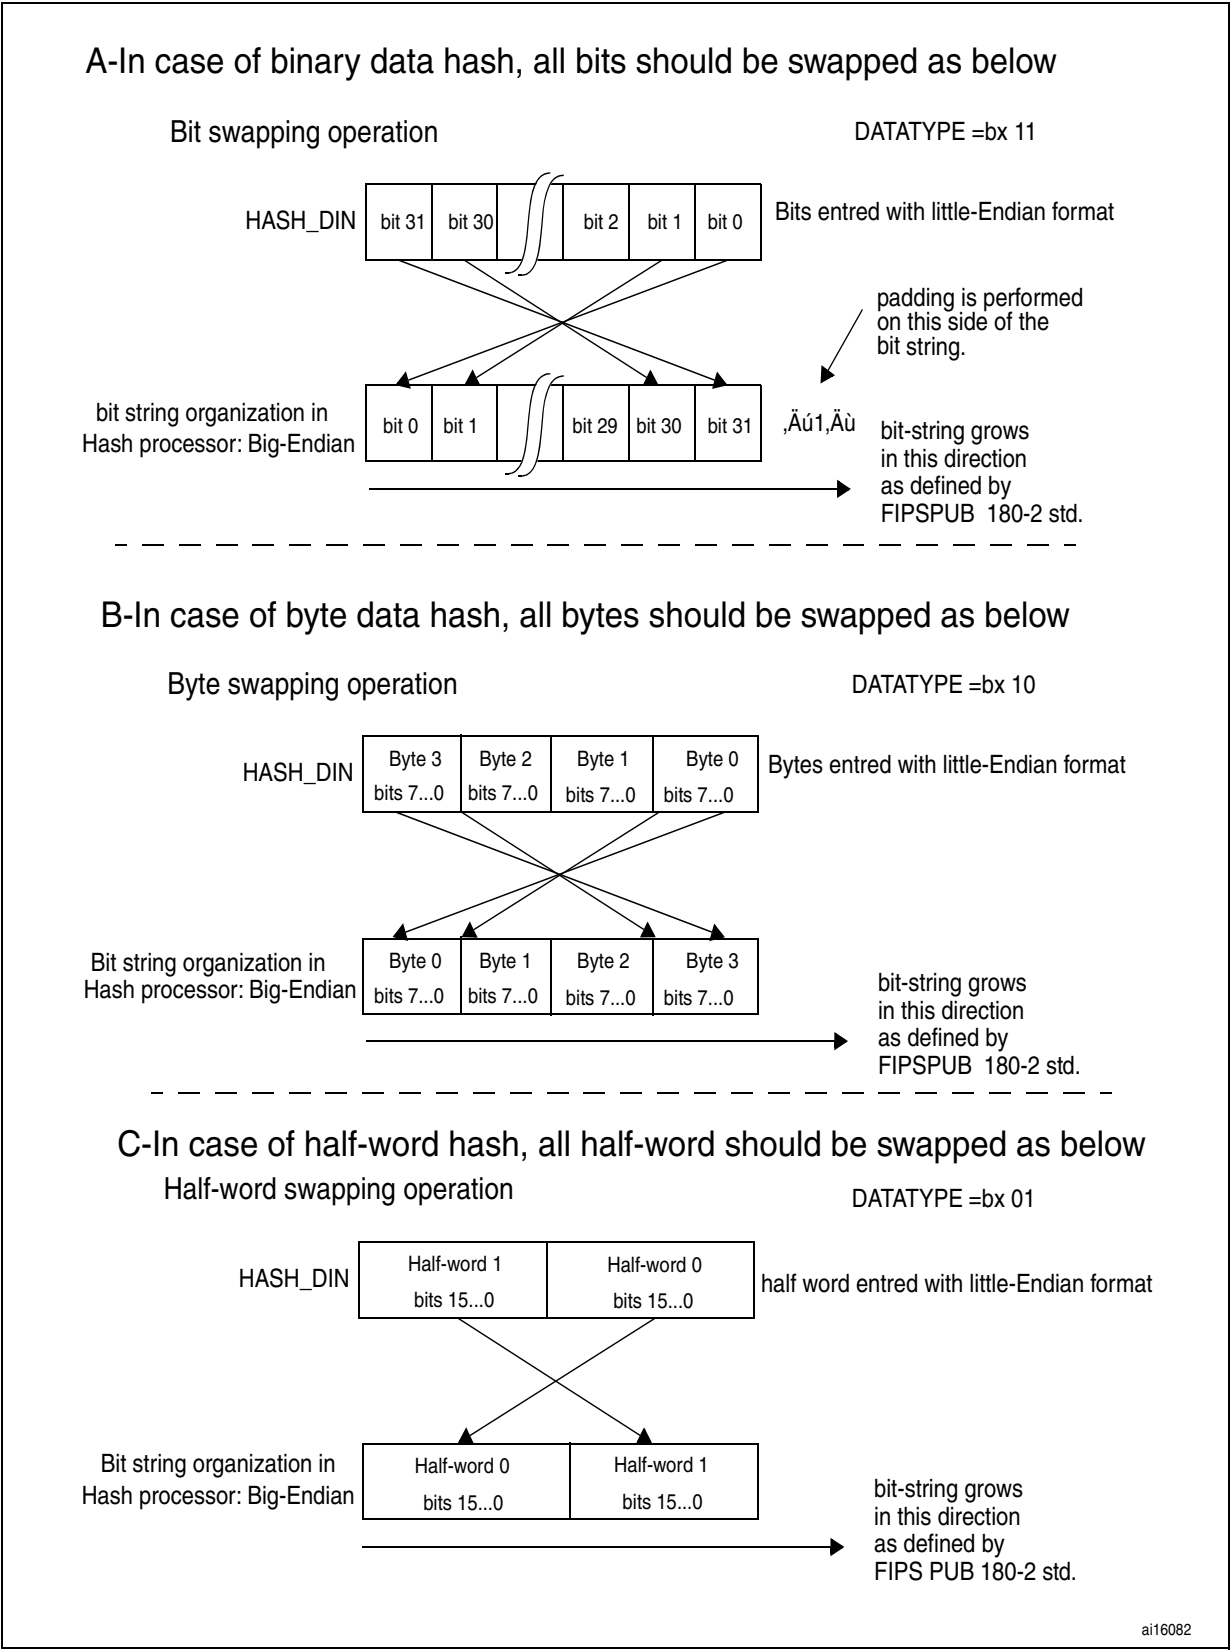 A-In case of binary data hash, all bits should be swapped as below
Bit swapping operation
DATATYPE =bx 11
HASH_DIN
bit 31
bit 30
bit 2
bit 1
bit 0
Bits entred with little-Endian format
padding is performed
on this side of the
bit string.
bit string organization in
Hash processor: Big-Endian
bit 0
bit 1
bit 29
bit 30
bit 31
‚Äú1‚Äù
bit-string grows
in this direction
as defined by
FIPSPUB 180-2 std.
B-In case of byte data hash, all bytes should be swapped as below
Byte swapping operation
DATATYPE =bx 10
HASH_DIN
Byte 3
bits 7...0
Byte 2
bits 7...0
Byte 1
bits 7...0
Byte 0
bits 7...0
Bytes entred with little-Endian format
Bit string organization in
Hash processor: Big-Endian
Byte 0
bits 7...0
Byte 1
bits 7...0
Byte 2
bits 7...0
Byte 3
bits 7...0
bit-string grows
in this direction
as defined by
FIPSPUB 180-2 std.
C-In case of half-word hash, all half-word should be swapped as below
Half-word swapping operation
DATATYPE =bx 01
HASH_DIN
Half-word 1
bits 15...0
Half-word 0
bits 15...0
half word entred with little-Endian format
Bit string organization in
Hash processor: Big-Endian
Half-word 0
bits 15...0
Half-word 1
bits 15...0
bit-string grows
in this direction
as defined by
FIPS PUB 180-2 std.
ai16082